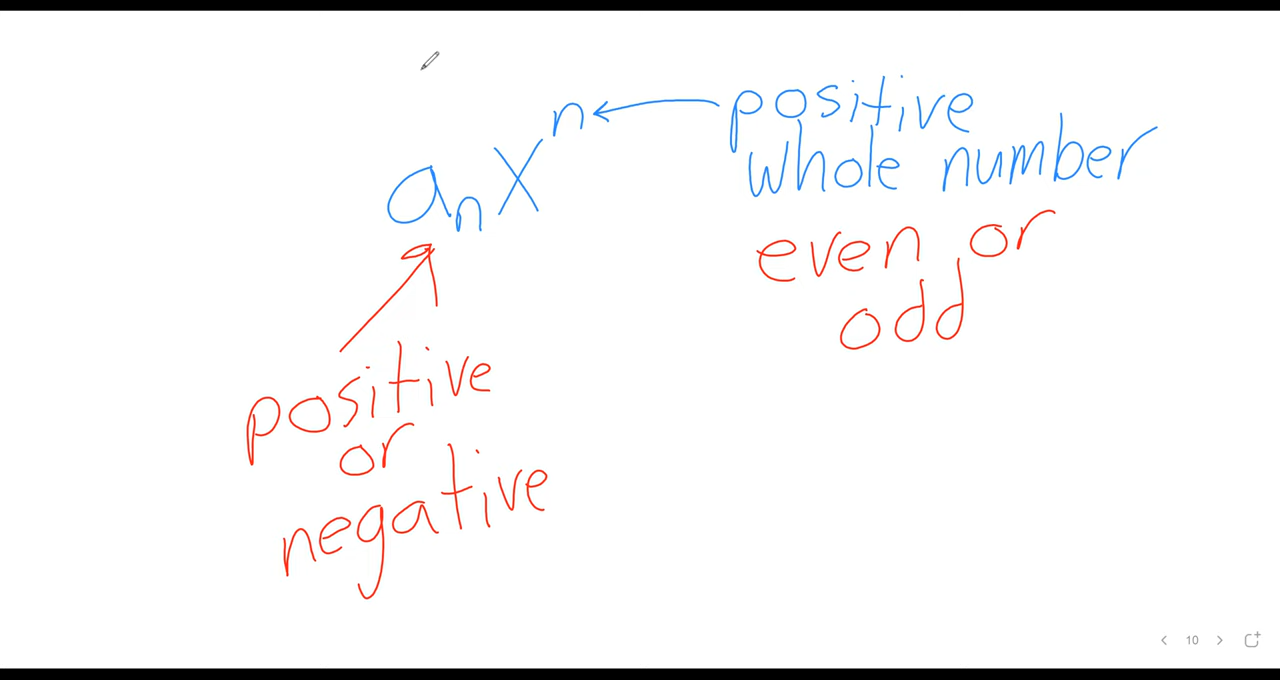 aₙxⁿ
positive
whole number
even or
odd
positive
or
negative
10